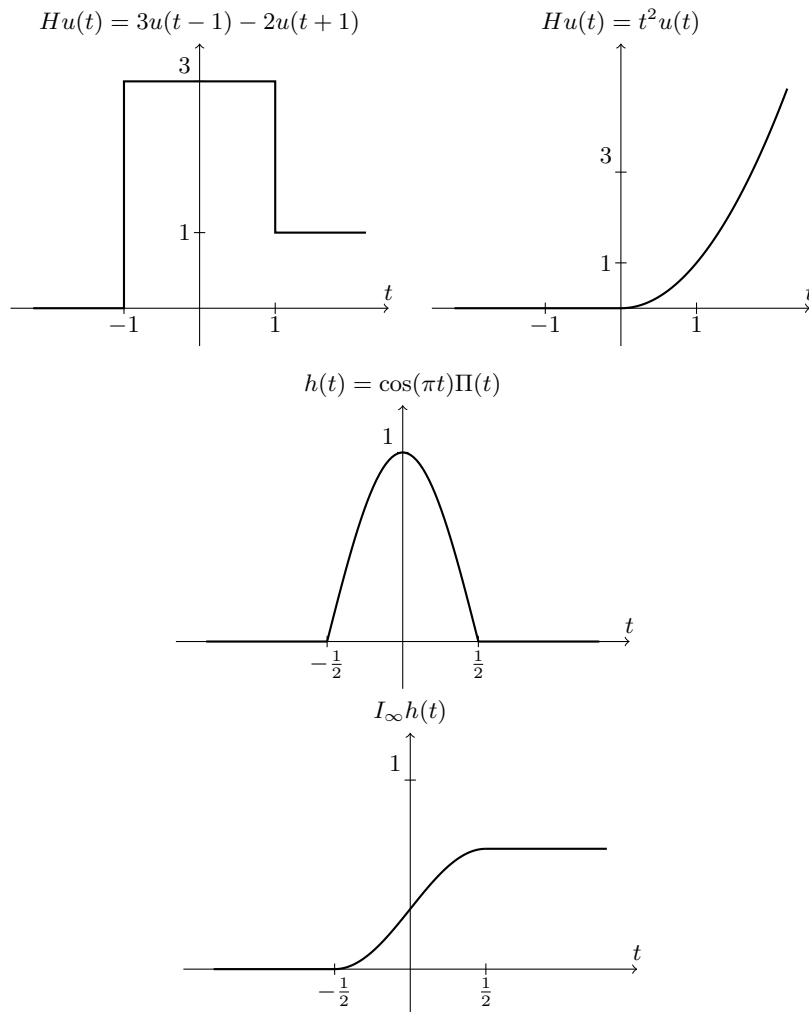 Hu(t) = 3u(t − 1) − 2u(t + 1)
3
1
t
−1
1
Hu(t) = t²u(t)
3
1
t
−1
1
h(t) = cos(πt)Π(t)
1
t
−1/2
1/2
I∞h(t)
1
t
−1/2
1/2